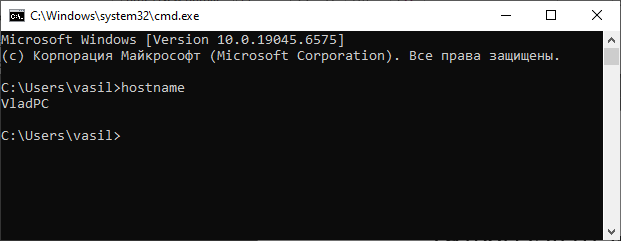 C:\Windows\system32\cmd.exe
Microsoft Windows [Version 10.0.19045.6575]
(c) Корпорация Майкрософт (Microsoft Corporation). Все права защищены.
C:\Users\vasil>hostname
VladPC
C:\Users\vasil>